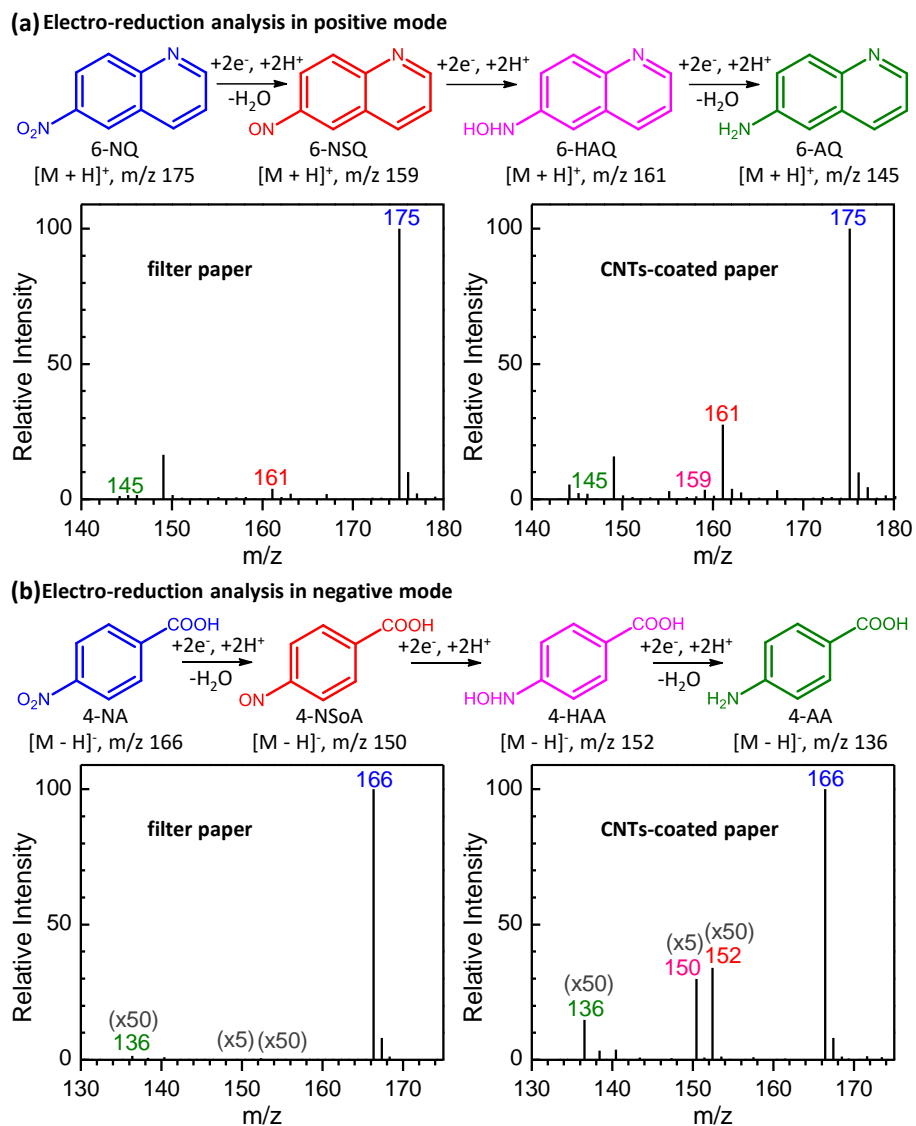 (a) Electro-reduction analysis in positive mode
N N N N
+2e⁻, +2H⁺ +2e⁻, +2H⁺ +2e⁻, +2H⁺
-H₂O -H₂O
O₂N ON HOHN H₂N
6-NQ 6-NSQ 6-HAQ 6-AQ
[M + H]⁺, m/z 175 [M + H]⁺, m/z 159 [M + H]⁺, m/z 161 [M + H]⁺, m/z 145
100 175 100 175
filter paper CNTs-coated paper
Relative Intensity Relative Intensity
50 50
161
145 161 145 159
0 0
140 150 160 170 180 140 150 160 170 180
m/z m/z
(b) Electro-reduction analysis in negative mode
COOH COOH COOH COOH
+2e⁻, +2H⁺ +2e⁻, +2H⁺ +2e⁻, +2H⁺
-H₂O -H₂O
O₂N ON HOHN H₂N
4-NA 4-NSoA 4-HAA 4-AA
[M - H]⁻, m/z 166 [M - H]⁻, m/z 150 [M - H]⁻, m/z 152 [M - H]⁻, m/z 136
100 166 100 166
filter paper CNTs-coated paper
Relative Intensity Relative Intensity
50 50
(x5) (x50)
150 152
(x50) 136 (x5) (x50) (x50) 136
0 0
130 140 150 160 170 130 140 150 160 170
m/z m/z